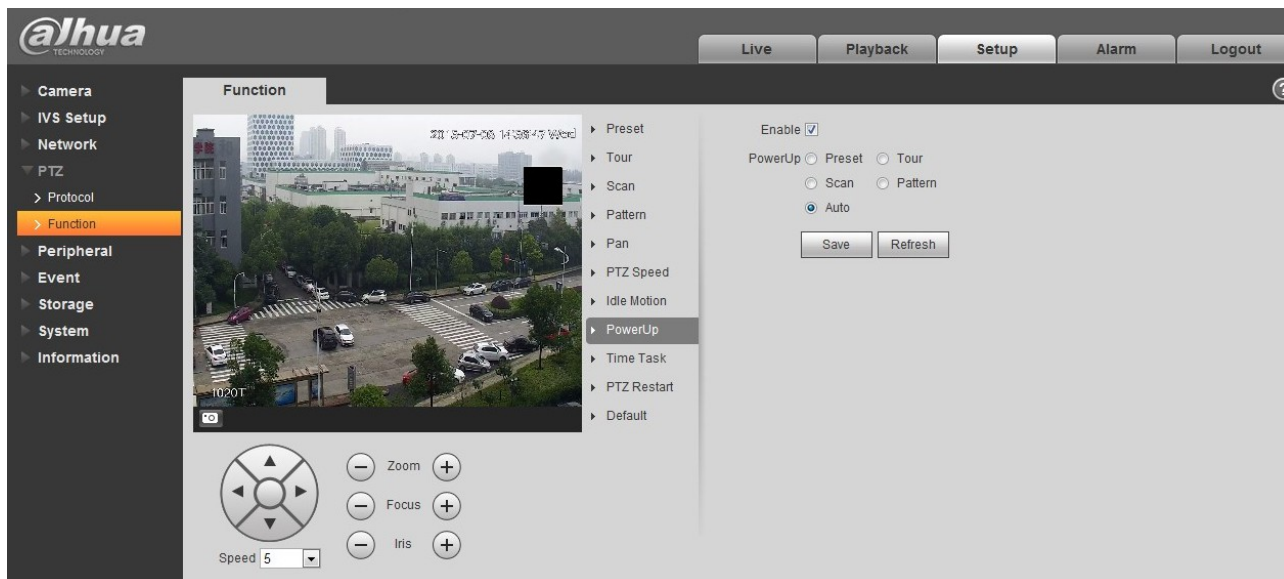 alhua
TECHNOLOGY
Live
Playback
Setup
Alarm
Logout
?
Camera
IVS Setup
Network
PTZ
Protocol
Function
Peripheral
Event
Storage
System
Information
Function
Wed
1020T
Preset
Tour
Scan
Pattern
Pan
PTZ Speed
Idle Motion
PowerUp
Time Task
PTZ Restart
Default
Enable
PowerUp Preset Tour
Scan Pattern
Auto
Save Refresh
Zoom
Focus
Iris
Speed 5